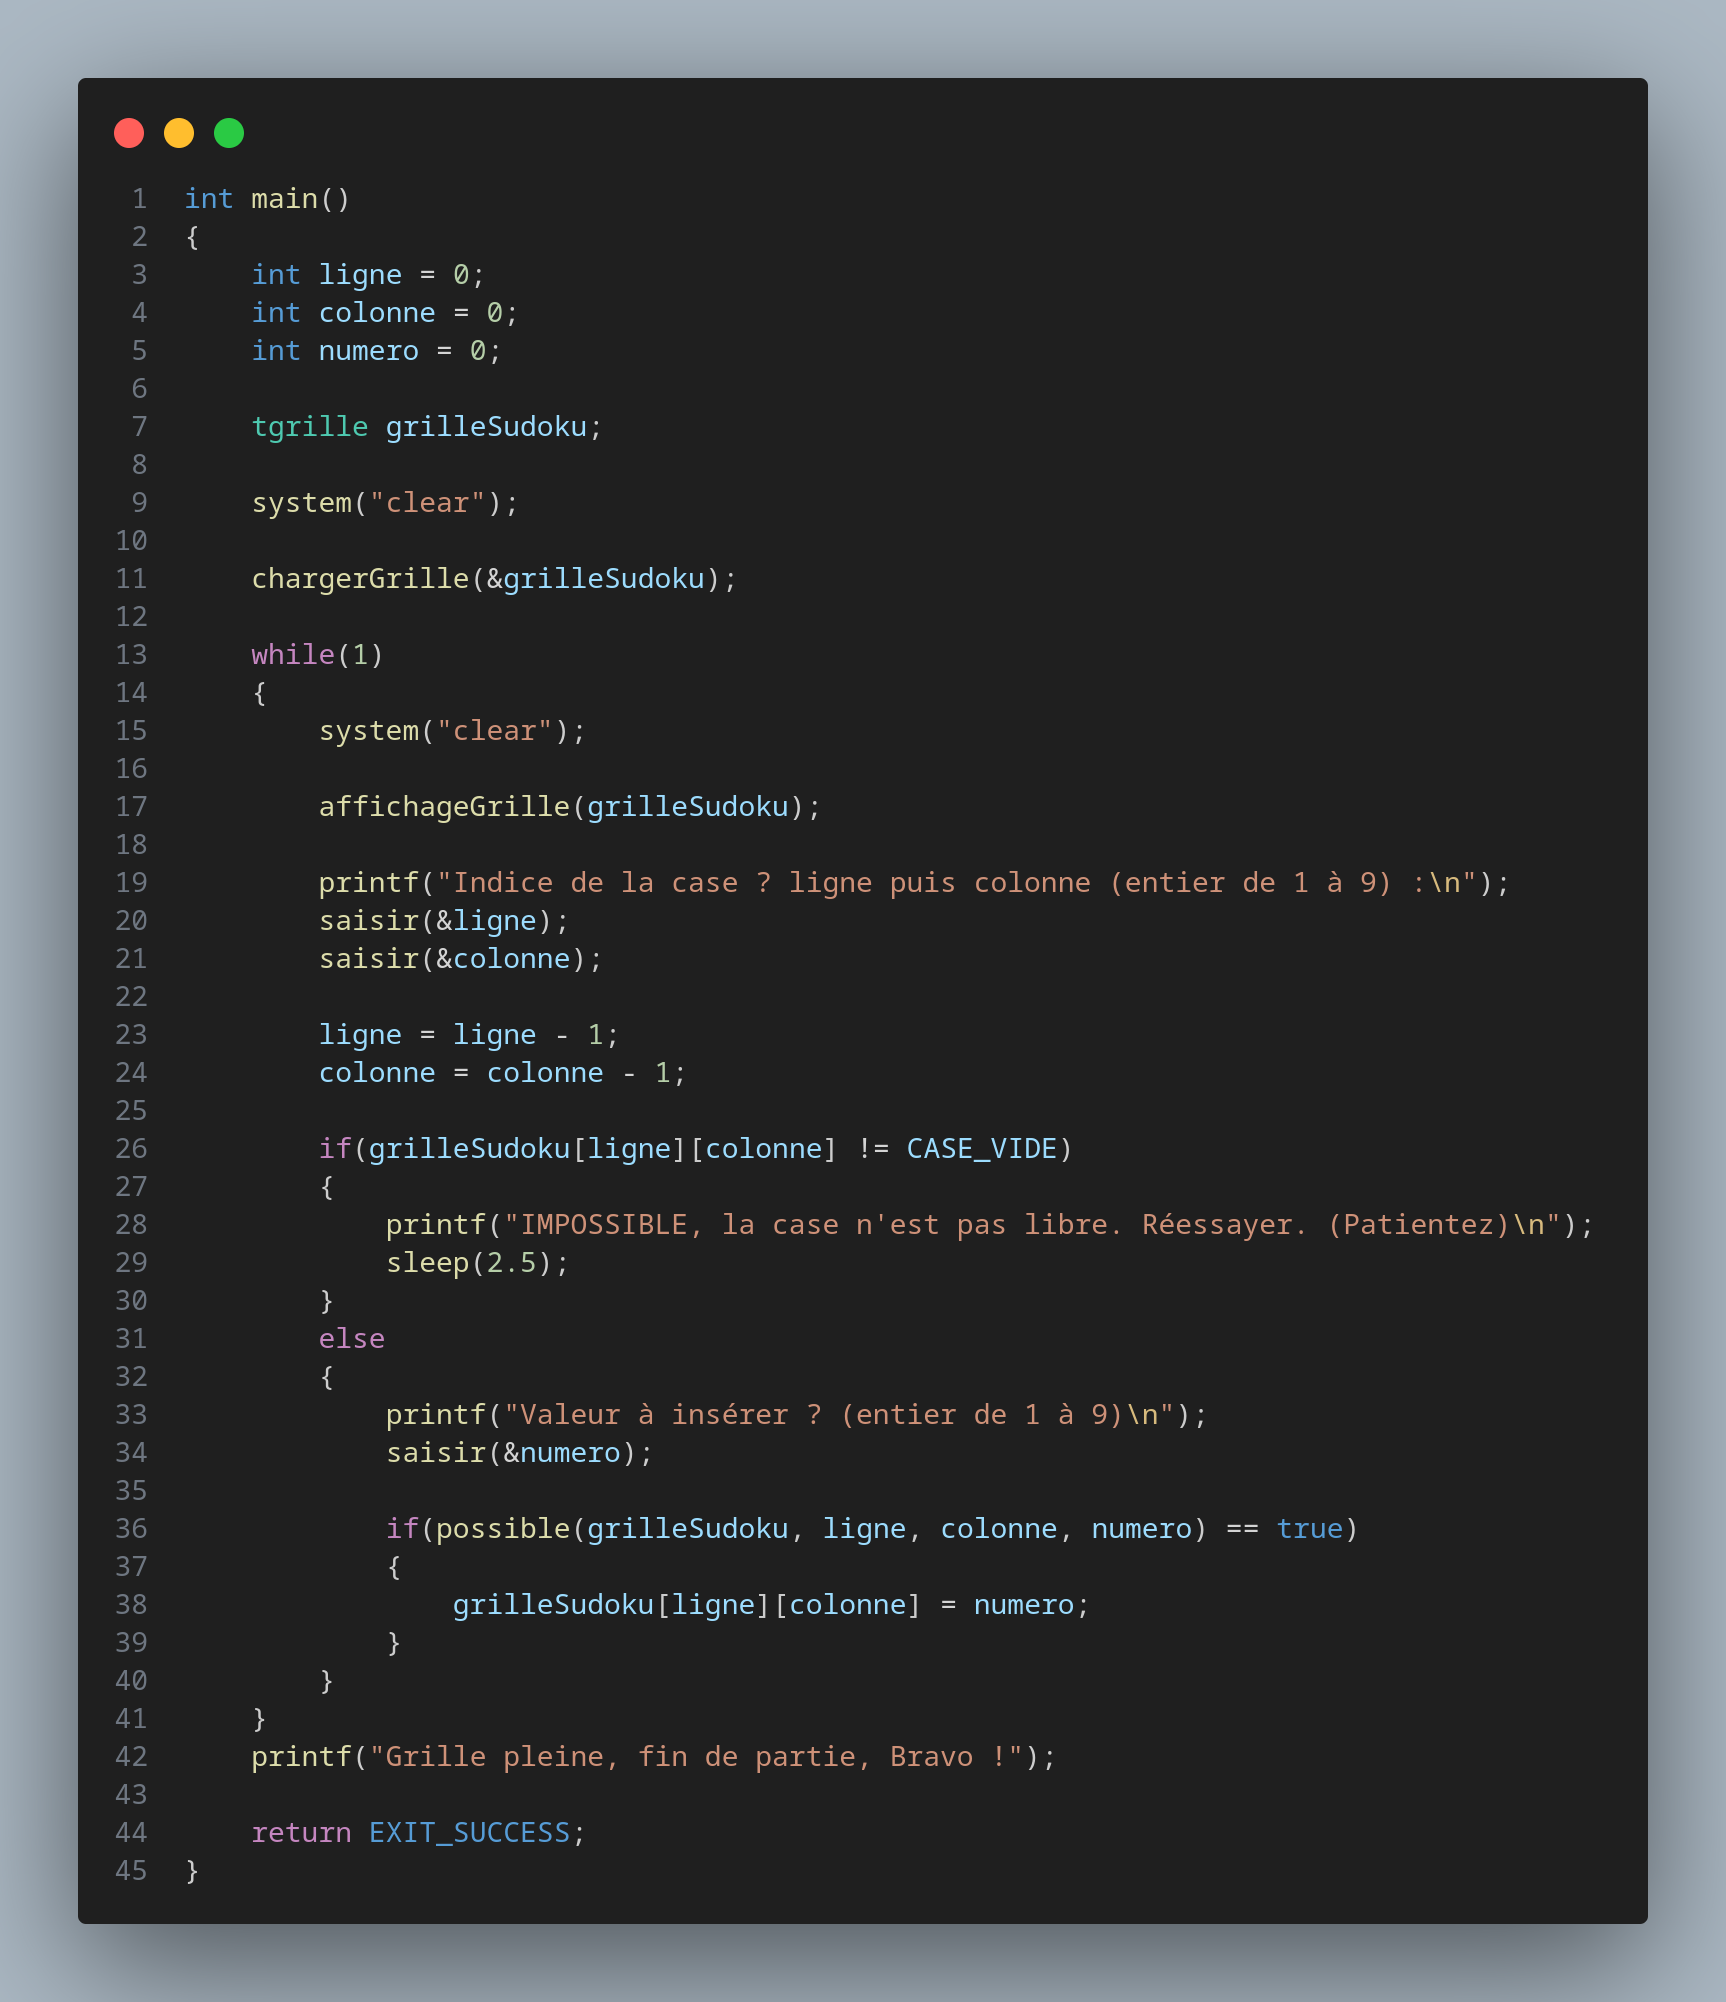 1 int main()
2 {
3     int ligne = 0;
4     int colonne = 0;
5     int numero = 0;
6
7     tgrille grilleSudoku;
8
9     system("clear");
10
11     chargerGrille(&grilleSudoku);
12
13     while(1)
14     {
15         system("clear");
16
17         affichageGrille(grilleSudoku);
18
19         printf("Indice de la case ? ligne puis colonne (entier de 1 à 9) :\n");
20         saisir(&ligne);
21         saisir(&colonne);
22
23         ligne = ligne - 1;
24         colonne = colonne - 1;
25
26         if(grilleSudoku[ligne][colonne] != CASE_VIDE)
27         {
28             printf("IMPOSSIBLE, la case n'est pas libre. Réessayer. (Patientez)\n");
29             sleep(2.5);
30         }
31         else
32         {
33             printf("Valeur à insérer ? (entier de 1 à 9)\n");
34             saisir(&numero);
35
36             if(possible(grilleSudoku, ligne, colonne, numero) == true)
37             {
38                 grilleSudoku[ligne][colonne] = numero;
39             }
40         }
41     }
42     printf("Grille pleine, fin de partie, Bravo !");
43
44     return EXIT_SUCCESS;
45 }